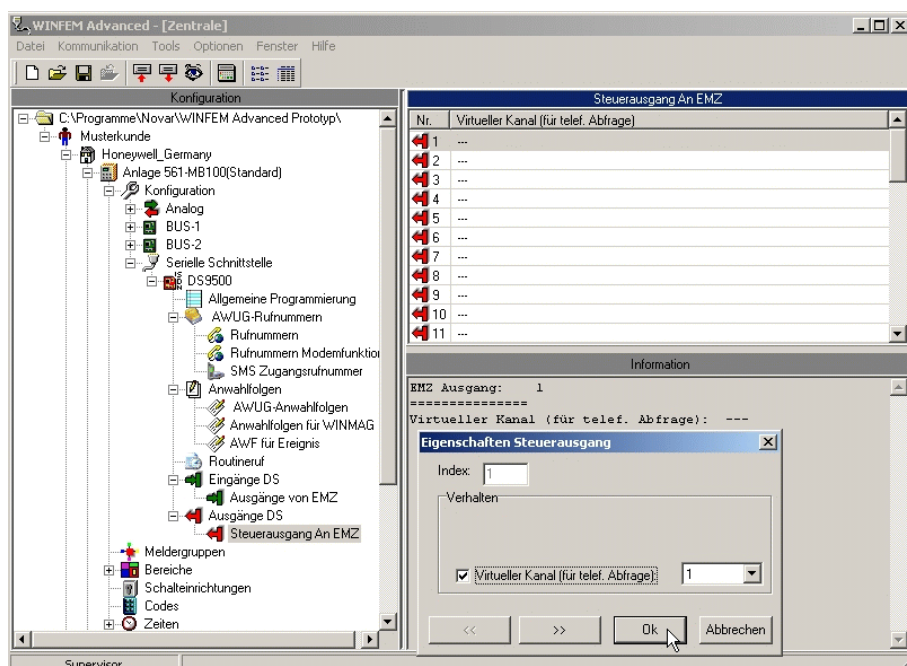 WINFEM Advanced - [Zentrale]
Datei Kommunikation Tools Optionen Fenster Hilfe
Konfiguration
C:\Programme\Novar\WINFEM Advanced Prototyp\
Musterkunde
Honeywell_Germany
Anlage 561-MB100(Standard)
Konfiguration
Analog
BUS-1
BUS-2
Serielle Schnittstelle
ISDN DS9500
Allgemeine Programmierung
AWUG-Rufnummern
Rufnummern
Rufnummern Modemfunktion
SMS Zugangsrufnummer
Anwahlfolgen
AWUG-Anwahlfolgen
Anwahlfolgen für WINMAG
AWF für Ereignis
Routineruf
Eingänge DS
Ausgänge von EMZ
Ausgänge DS
Steuerausgang An EMZ
Meldergruppen
Bereiche
Schalteinrichtungen
Codes
Zeiten
Supervisor
Steuerausgang An EMZ
Nr. Virtueller Kanal (für telef. Abfrage)
1 ---
2 ---
3 ---
4 ---
5 ---
6 ---
7 ---
8 ---
9 ---
10 ---
11 ---
Information
EMZ Ausgang: 1
===============
Virtueller Kanal (für telef. Abfrage): ---
Eigenschaften Steuerausgang
Index: 1
Verhalten
Virtueller Kanal (für telef. Abfrage): 1
<< >> Ok Abbrechen